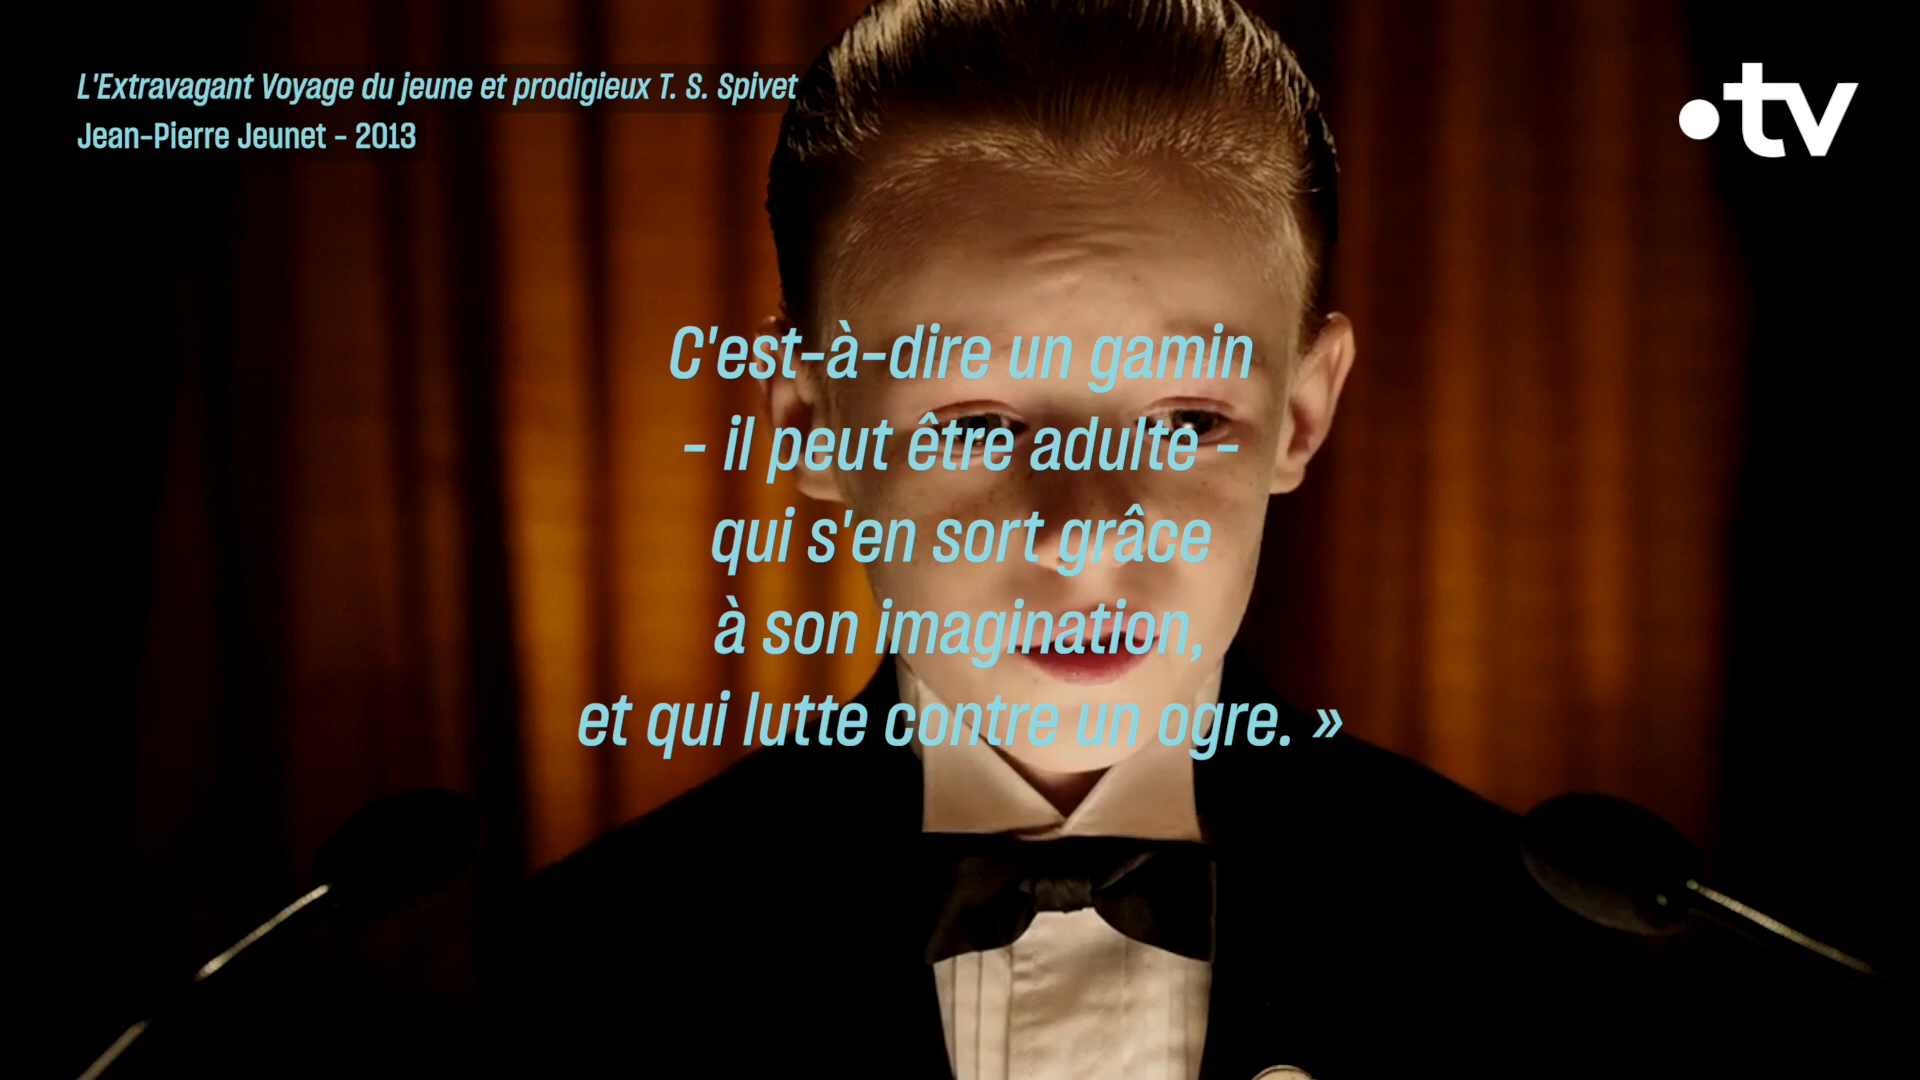 L'Extravagant Voyage du jeune et prodigieux T. S. Spivet
Jean-Pierre Jeunet - 2013
•tv
C'est-à-dire un gamin
- il peut être adulte -
qui s'en sort grâce
à son imagination,
et qui lutte contre un ogre. »